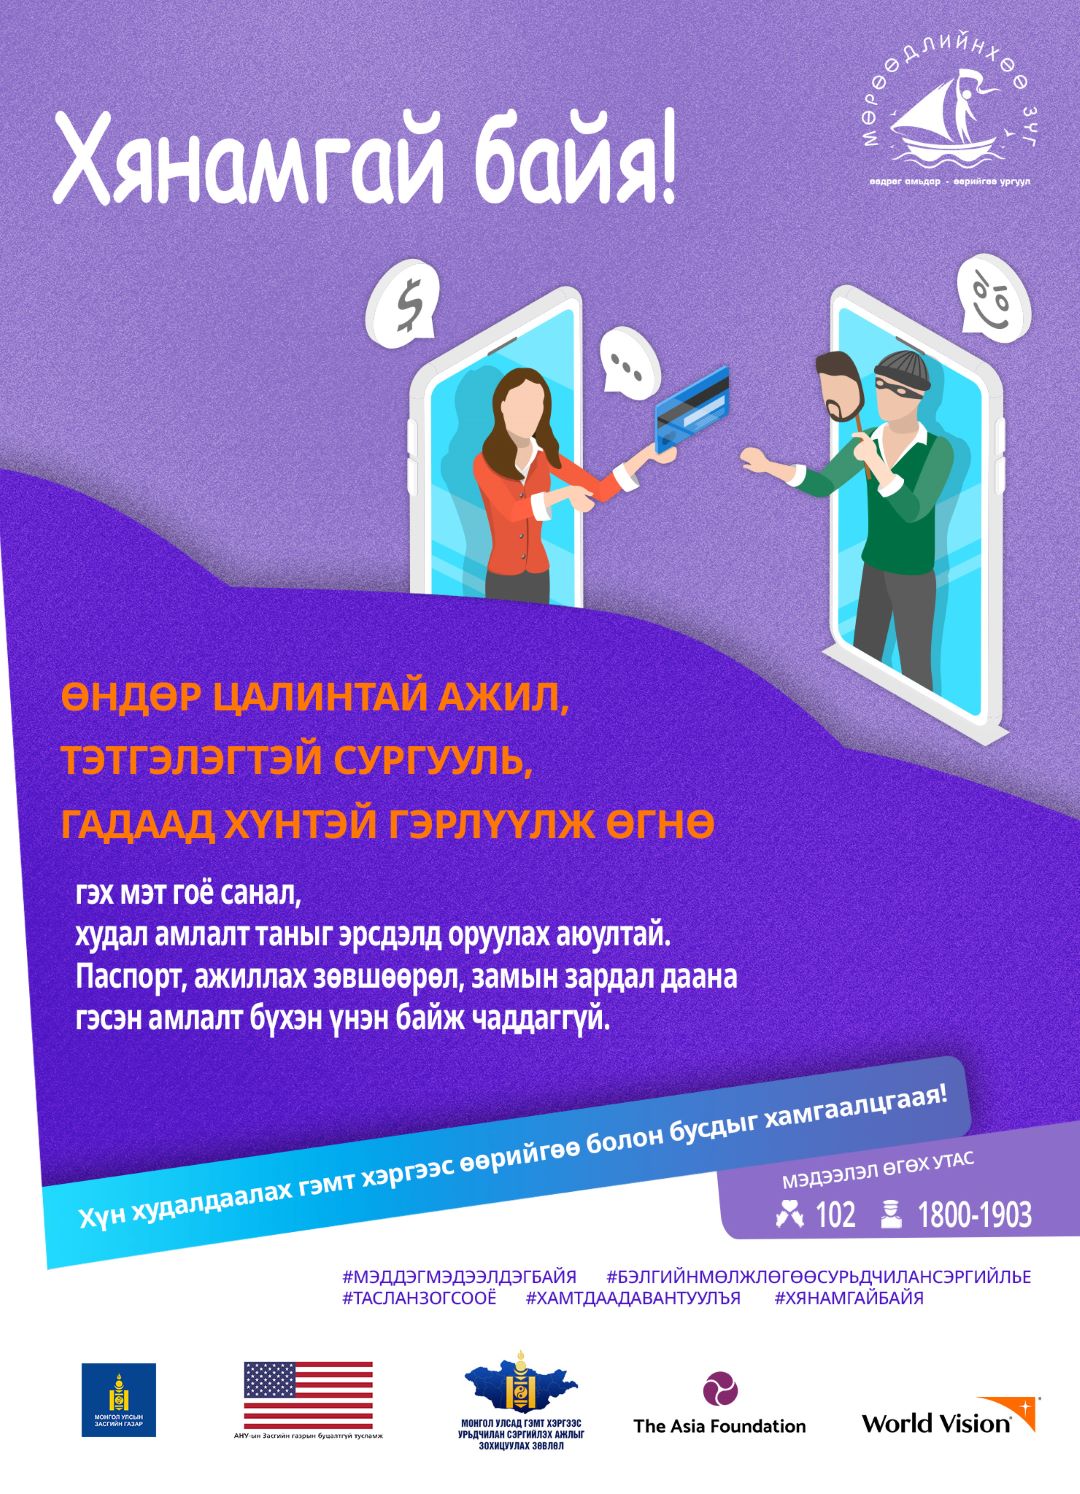 МӨРӨӨДЛИЙНХӨӨ ЗҮГ
өөдрөг амьдар - өөрийгөө ургуул
Хянамгай байя!
$
...
%
ӨНДӨР ЦАЛИНТАЙ АЖИЛ,
ТЭТГЭЛЭГТЭЙ СУРГУУЛЬ,
ГАДААД ХҮНТЭЙ ГЭРЛҮҮЛЖ ӨГНӨ
гэх мэт гоё санал,
худал амлалт таныг эрсдэлд оруулах аюултай.
Паспорт, ажиллах зөвшөөрөл, замын зардал даана
гэсэн амлалт бүхэн үнэн байж чаддаггүй.
Хүн худалдаалах гэмт хэргээс өөрийгөө болон бусдыг хамгаалцгаая!
МЭДЭЭЛЭЛ ӨГӨХ УТАС
102 1800-1903
#МЭДДЭГМЭДЭЭЛДЭГБАЙЯ #БЭЛГИЙНМӨЛЖЛӨГӨӨСУРЬДЧИЛАНСЭРГИЙЛЬЕ
#ТАСЛАНЗОГСООЁ #ХАМТДААДАВАНТУУЛЪЯ #ХЯНАМГАЙБАЙЯ
МОНГОЛ УЛСЫН
ЗАСГИЙН ГАЗАР
АНУ-ын Засгийн газрын буцалтгүй тусламж
МОНГОЛ УЛСАД ГЭМТ ХЭРГЭЭС
УРЬДЧИЛАН СЭРГИЙЛЭХ АЖЛЫГ
ЗОХИЦУУЛАХ ЗӨВЛӨЛ
The Asia Foundation
World Vision